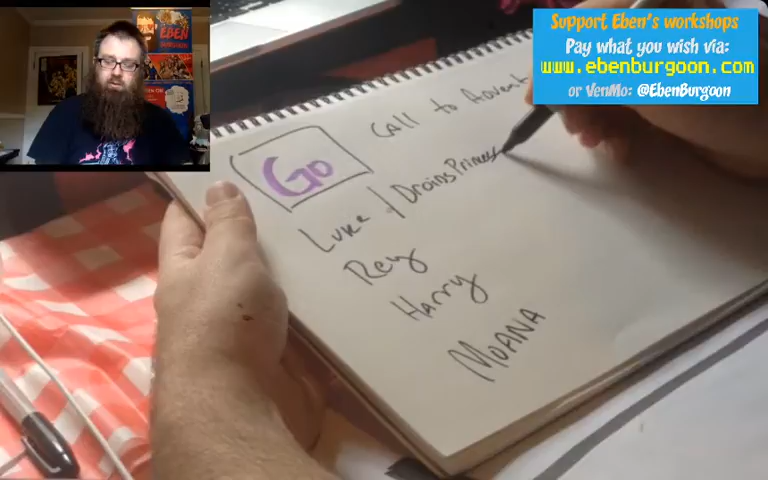 EBEN
Support Eben's workshops
Pay what you wish via:
www.ebenburgoon.com
or VenMo: @EbenBurgoon
Go
Call to Advent
Luke / Droids Princess
Rey
Harry
MOANA